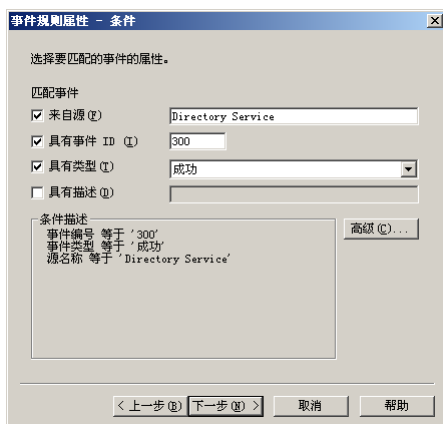 事件规则属性 - 条件
选择要匹配的事件的属性。
匹配事件
来自源(F) Directory Service
具有事件 ID (I) 300
具有类型(T) 成功
具有描述(D)
条件描述
事件编号 等于 '300'
事件类型 等于 '成功'
源名称 等于 'Directory Service'
高级(C)...
< 上一步(B) 下一步(N) > 取消 帮助